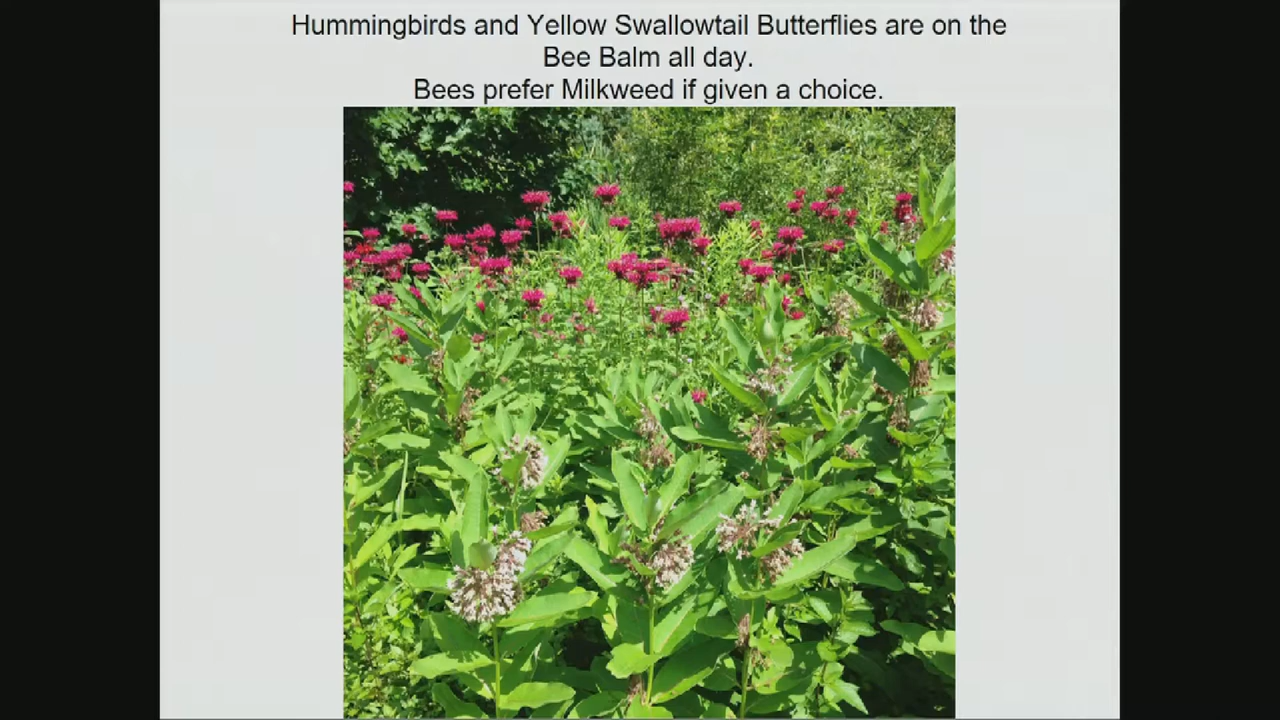 Hummingbirds and Yellow Swallowtail Butterflies are on the
Bee Balm all day.
Bees prefer Milkweed if given a choice.